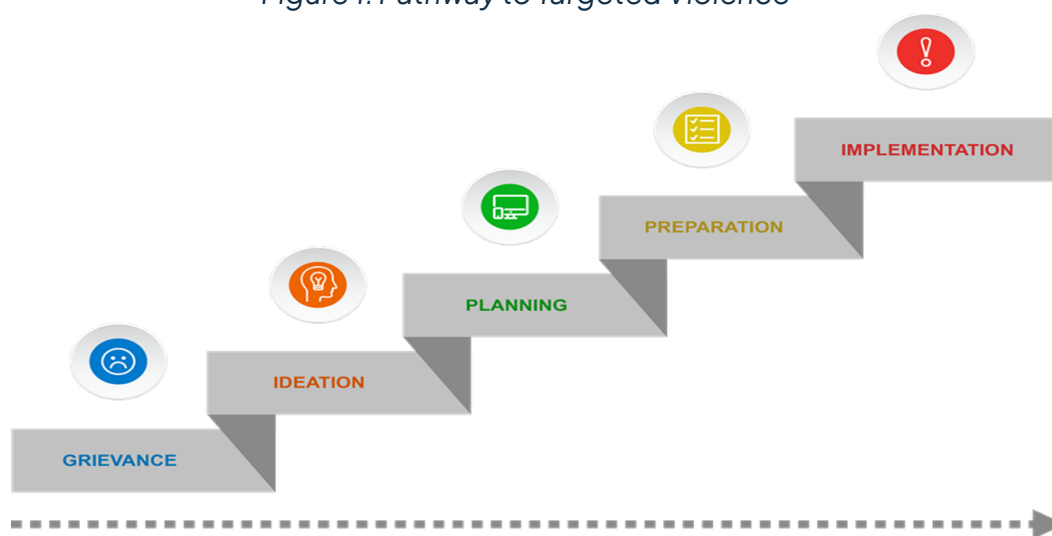 Figure 1. Pathway to Targeted Violence
IMPLEMENTATION
PREPARATION
PLANNING
IDEATION
GRIEVANCE